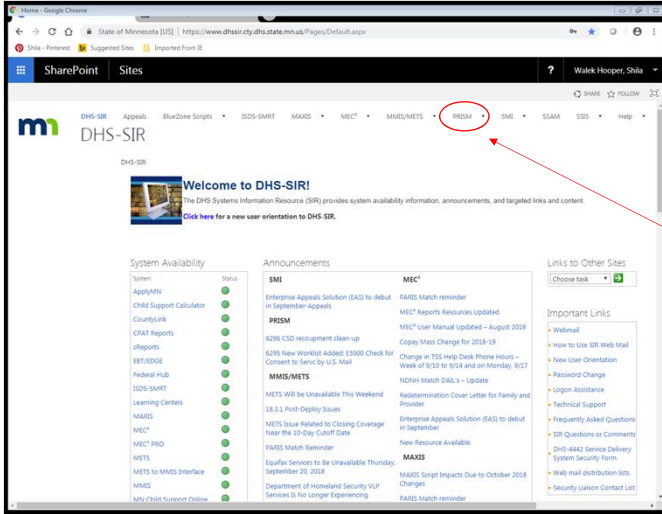 Home - Google Chrome
State of Minnesota [US] | https://www.dhssir.cty.dhs.state.mn.us/Pages/Default.aspx
Shila - Pinterest Suggested Sites Imported From IE
SharePoint Sites ? Walek Hooper, Shila
SHARE FOLLOW
DHS-SIR Appeals BlueZone Scripts ISDS-SMRT MAXIS MEC² MMIS/METS PRISM SMI SSAM SSIS Help
mn DHS-SIR
DHS-SIR
Welcome to DHS-SIR!
The DHS Systems Information Resource (SIR) provides system availability information, announcements, and targeted links and content.
Click here for a new user orientation to DHS-SIR.
System Availability
System Status
ApplyMN
Child Support Calculator
CountyLink
CPAT Reports
cReports
EBT/EDGE
Federal Hub
ISDS-SMRT
Learning Centers
MAXIS
MEC²
MEC² PRO
METS
METS to MMIS Interface
MMIS
MN Child Support Online
Announcements
SMI
Enterprise Appeals Solution (EAS) to debut
in September-Appeals
PRISM
6296 CSD recoupment clean-up
6295 New Worklist Added: E5000 Check for
Consent to Serve by U.S. Mail
MMIS/METS
METS Will be Unavailable This Weekend
18.3.1 Post-Deploy Issues
METS Issue Related to Closing Coverage
Near the 10-Day Cutoff Date
PARIS Match Reminder
Equifax Services to Be Unavailable Thursday,
September 20, 2018
Department of Homeland Security VLP
Services Is No Longer Experiencing
MEC²
PARIS Match reminder
MEC² Reports Resources Updated
MEC² User Manual Updated – August 2018
Copay Mass Change for 2018-19
Change in TSS Help Desk Phone Hours –
Week of 9/10 to 9/14 and on Monday, 9/17
NDNH Match DAIL's – Update
Redetermination Cover Letter for Family and
Provider
Enterprise Appeals Solution (EAS) to debut
in September
New Resource Available
MAXIS
MAXIS Script Impacts Due to October 2018
Changes
PARIS Match reminder
Links to Other Sites
Choose task
Important Links
Webmail
How to Use SIR Web Mail
New User Orientation
Password Change
Logon Assistance
Technical Support
Frequently Asked Questions
SIR Questions or Comments
DHS-4442 Service Delivery
System Security Form
Web mail distribution lists
Security Liaison Contact List